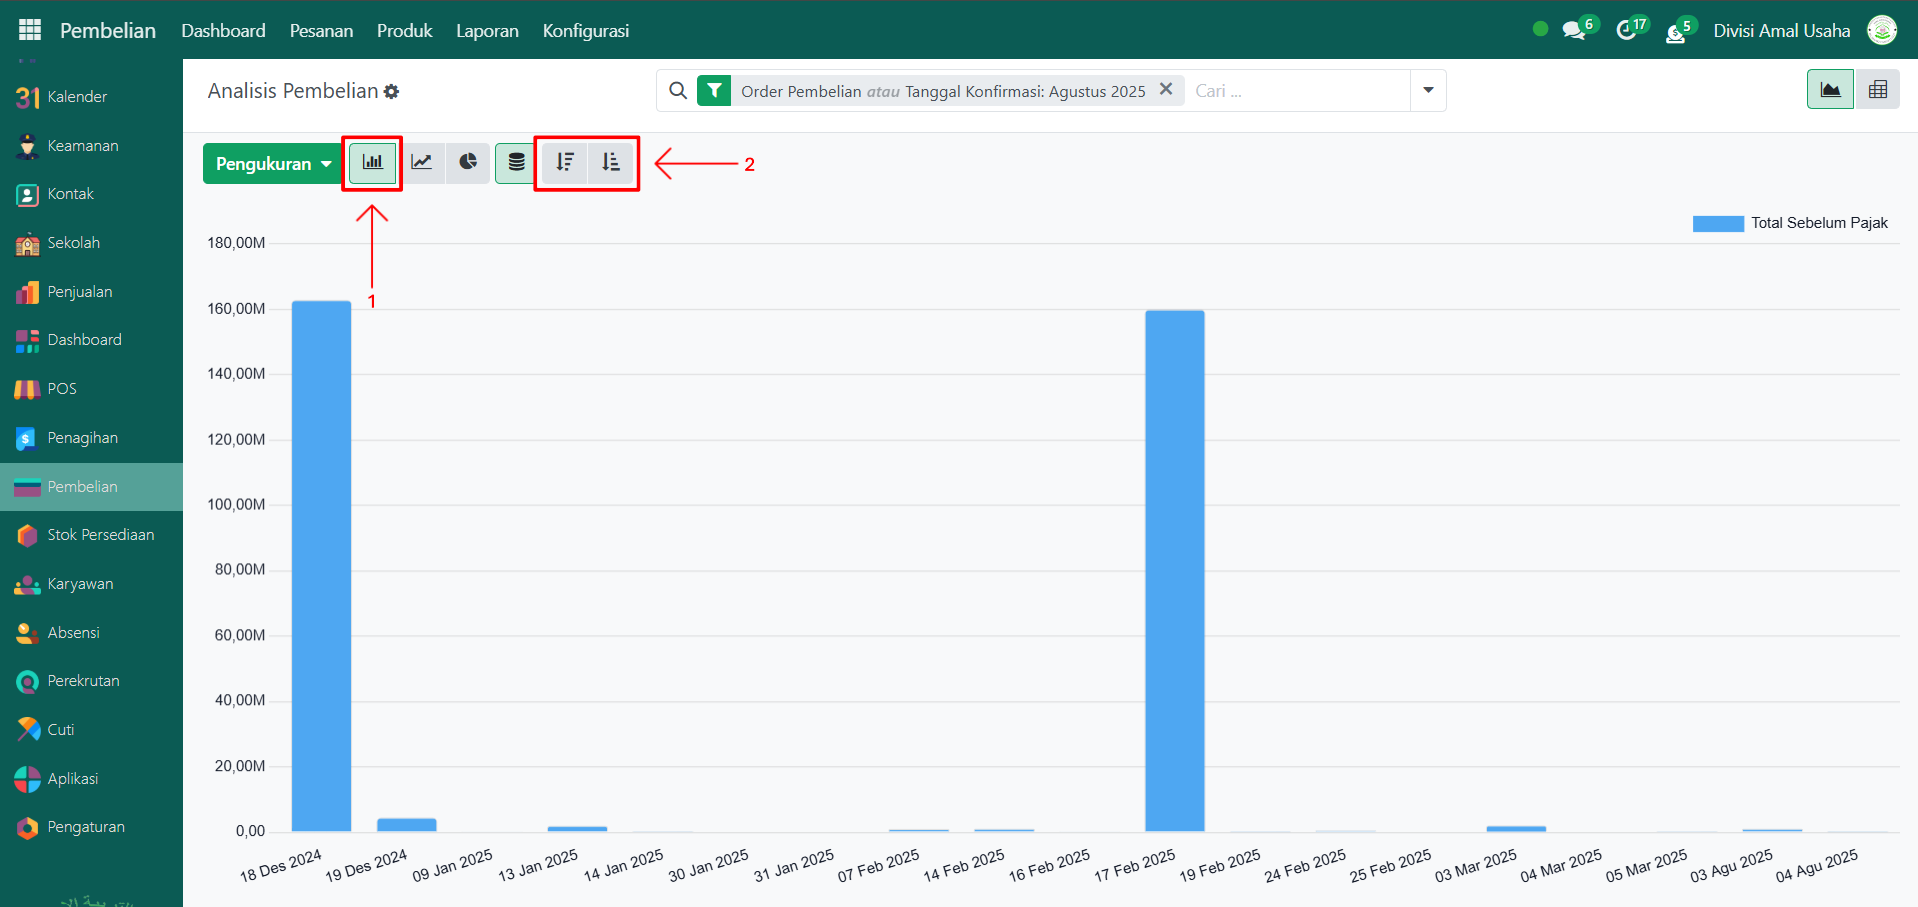 Pembelian Dashboard Pesanan Produk Laporan Konfigurasi 6 17 5 Divisi Amal Usaha
31 Kalender
Keamanan
Kontak
Sekolah
Penjualan
Dashboard
POS
Penagihan
Pembelian
Stok Persediaan
Karyawan
Absensi
Perekrutan
Cuti
Aplikasi
Pengaturan
Analisis Pembelian
Order Pembelian atau Tanggal Konfirmasi: Agustus 2025 Cari ...
Pengukuran
2
1
Total Sebelum Pajak
180,00M
160,00M
140,00M
120,00M
100,00M
80,00M
60,00M
40,00M
20,00M
0,00
18 Des 2024
19 Des 2024
09 Jan 2025
13 Jan 2025
14 Jan 2025
30 Jan 2025
31 Jan 2025
07 Feb 2025
14 Feb 2025
16 Feb 2025
17 Feb 2025
19 Feb 2025
24 Feb 2025
25 Feb 2025
03 Mar 2025
04 Mar 2025
05 Mar 2025
03 Agu 2025
04 Agu 2025